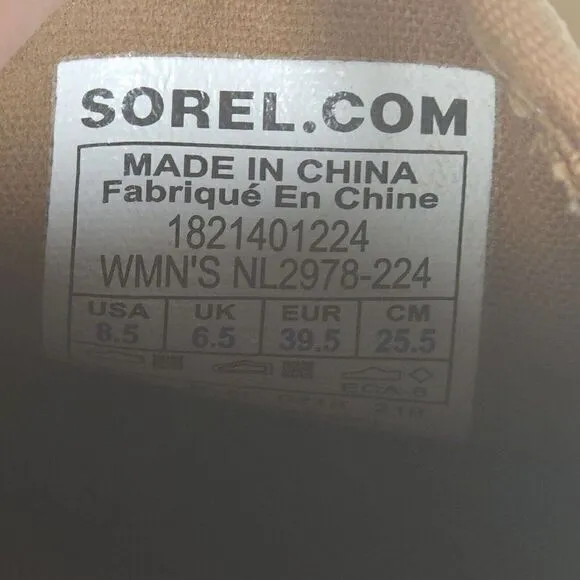 SOREL.COM
MADE IN CHINA
Fabriqué En Chine
1821401224
WMN'S NL2978-224
USA UK EUR CM
8.5 6.5 39.5 25.5